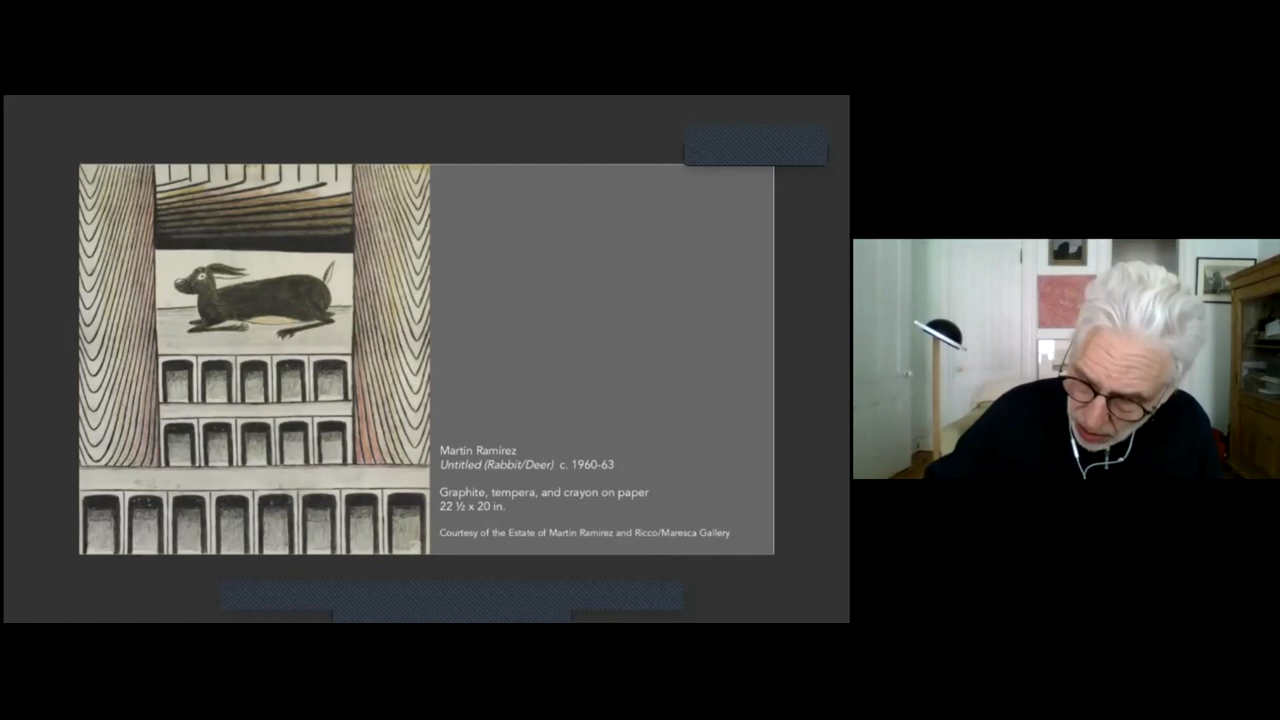 Martín Ramírez
Untitled (Rabbit/Deer) c. 1960-63
Graphite, tempera, and crayon on paper
22 ½ x 20 in.
Courtesy of the Estate of Martin Ramirez and Ricco/Maresca Gallery